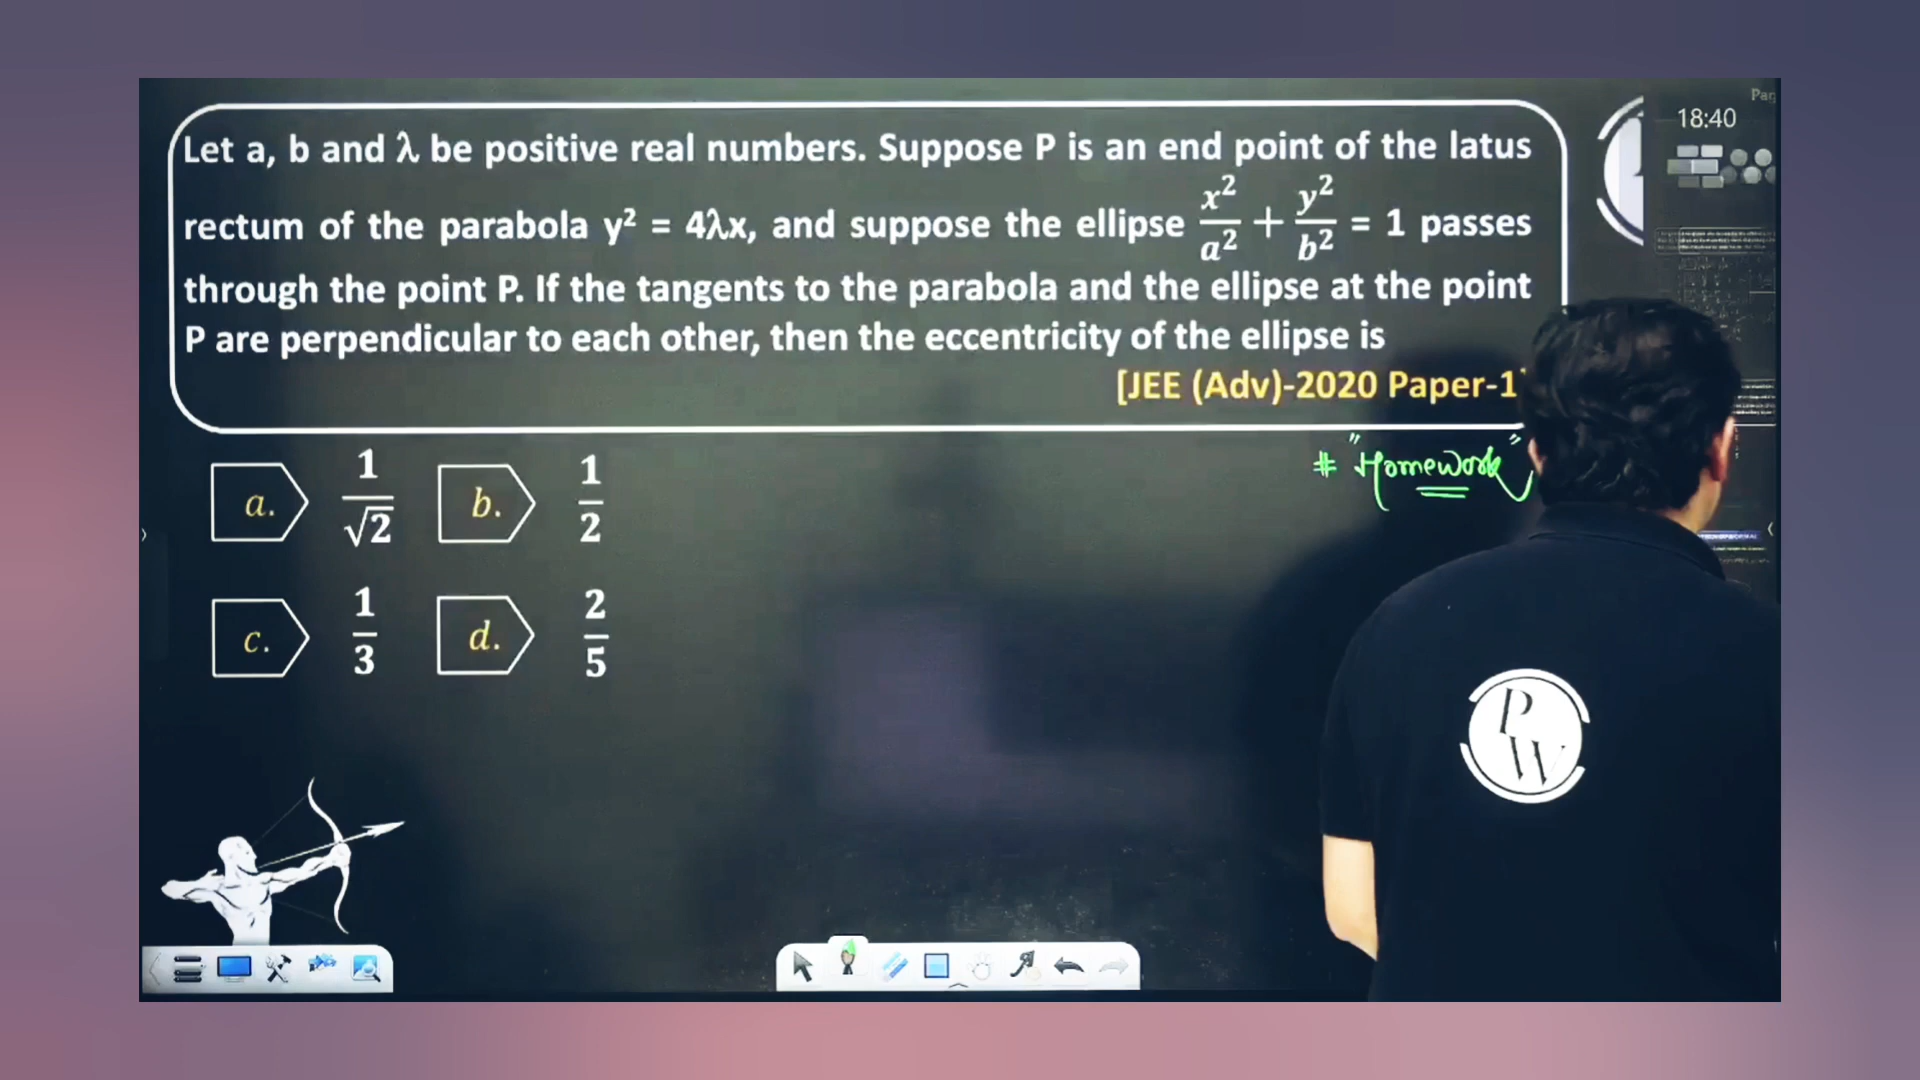 Pag
18:40
Let a, b and λ be positive real numbers. Suppose P is an end point of the latus
rectum of the parabola y² = 4λx, and suppose the ellipse x²/a² + y²/b² = 1 passes
through the point P. If the tangents to the parabola and the ellipse at the point
P are perpendicular to each other, then the eccentricity of the ellipse is
[JEE (Adv)-2020 Paper-1]
# "Homework"
a. 1/√2 b. 1/2
c. 1/3 d. 2/5
PW